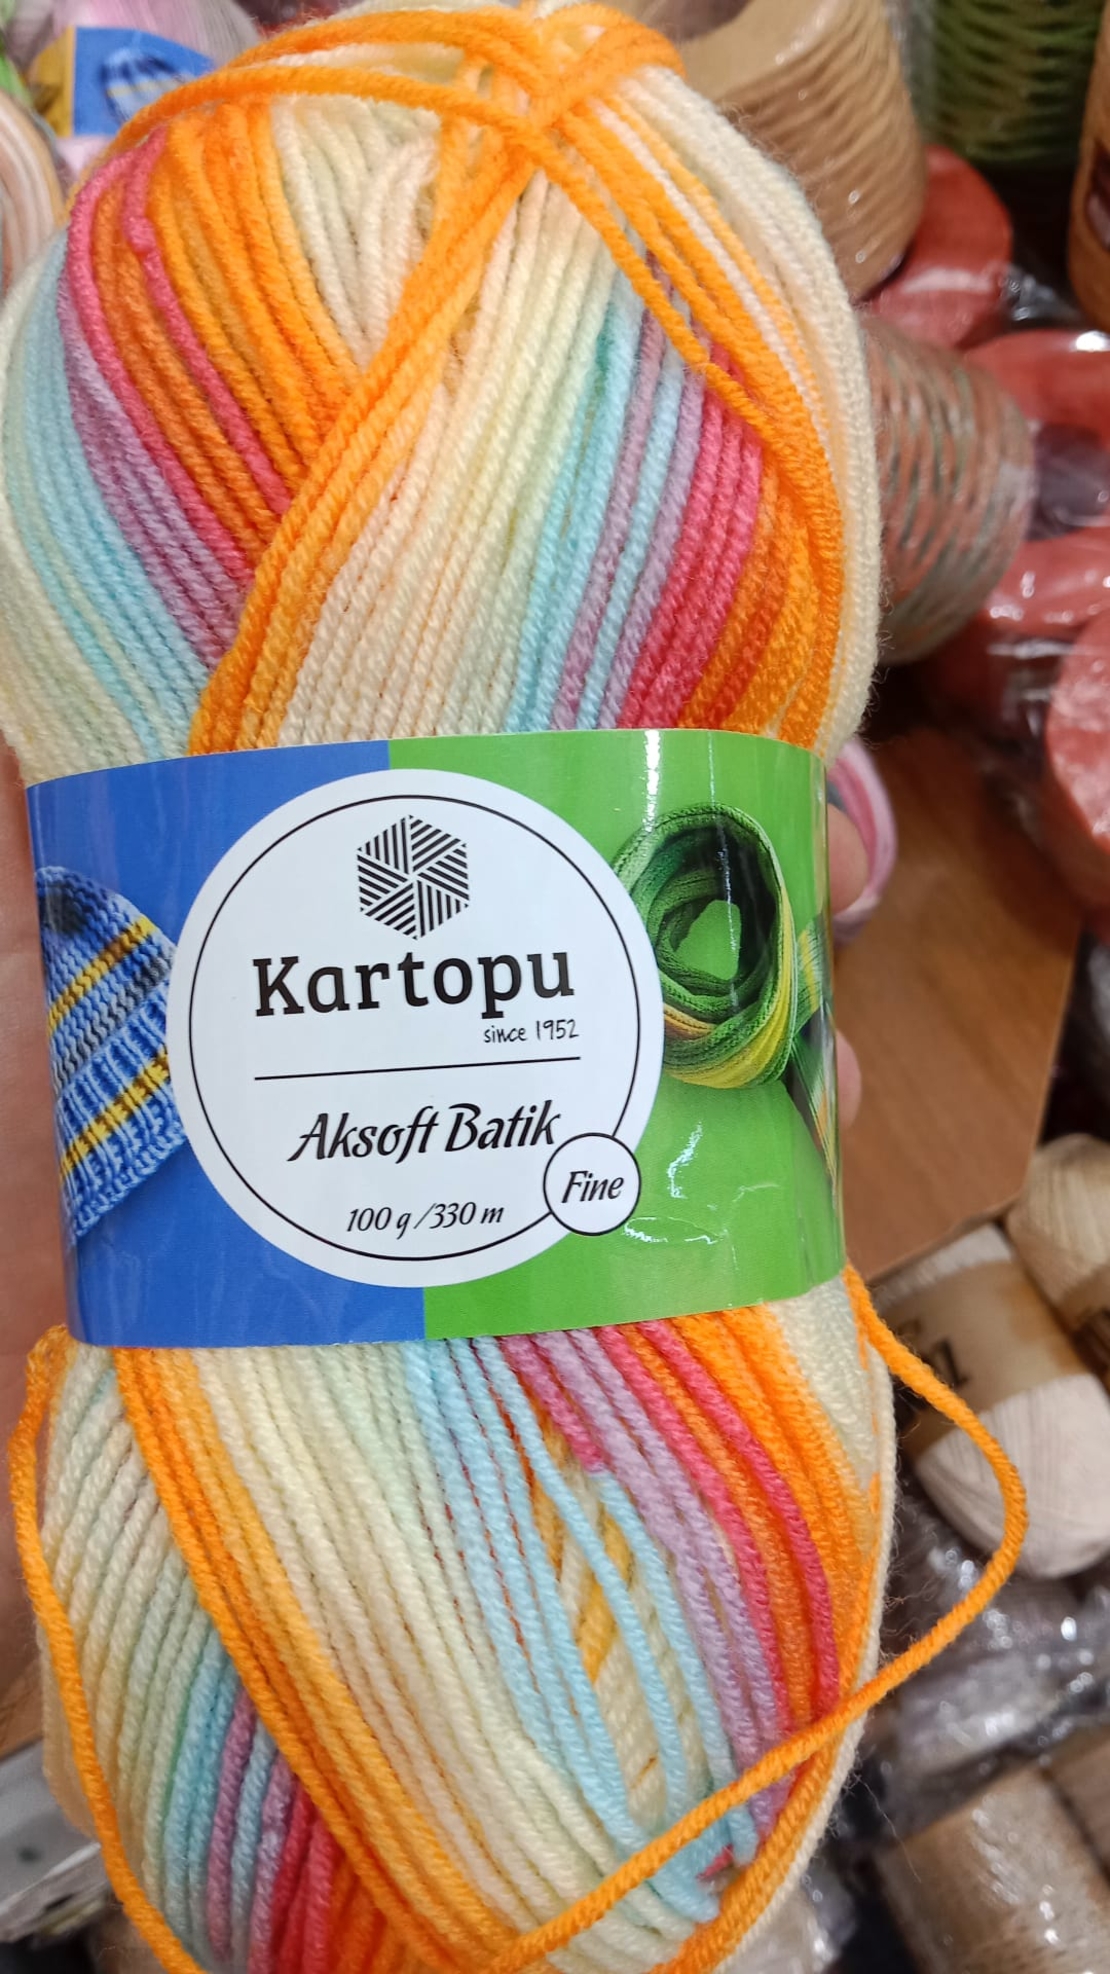 Kartopu
since 1952
Aksoft Batik
Fine
100 g/330 m